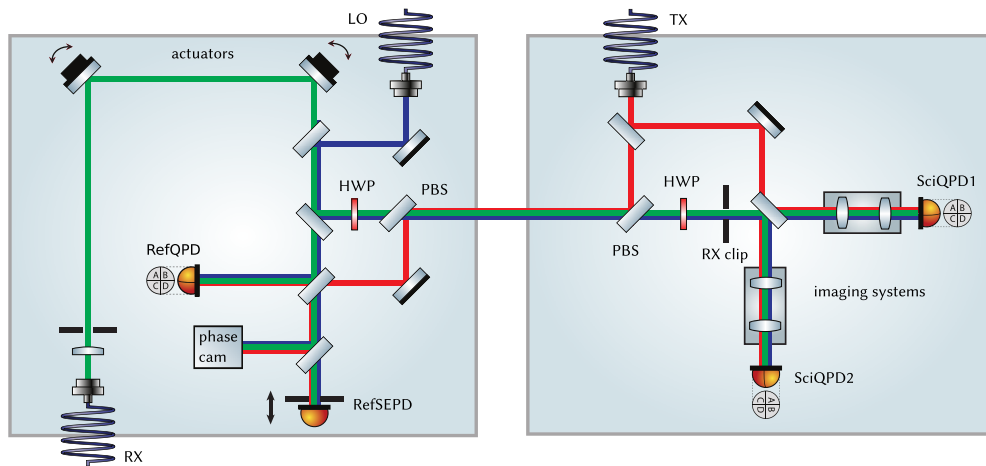 LO
TX
actuators
HWP
PBS
HWP
SciQPD1
A B
C D
RefQPD
A B
C D
PBS
RX clip
imaging systems
phase
cam
SciQPD2
A B
C D
RefSEPD
RX